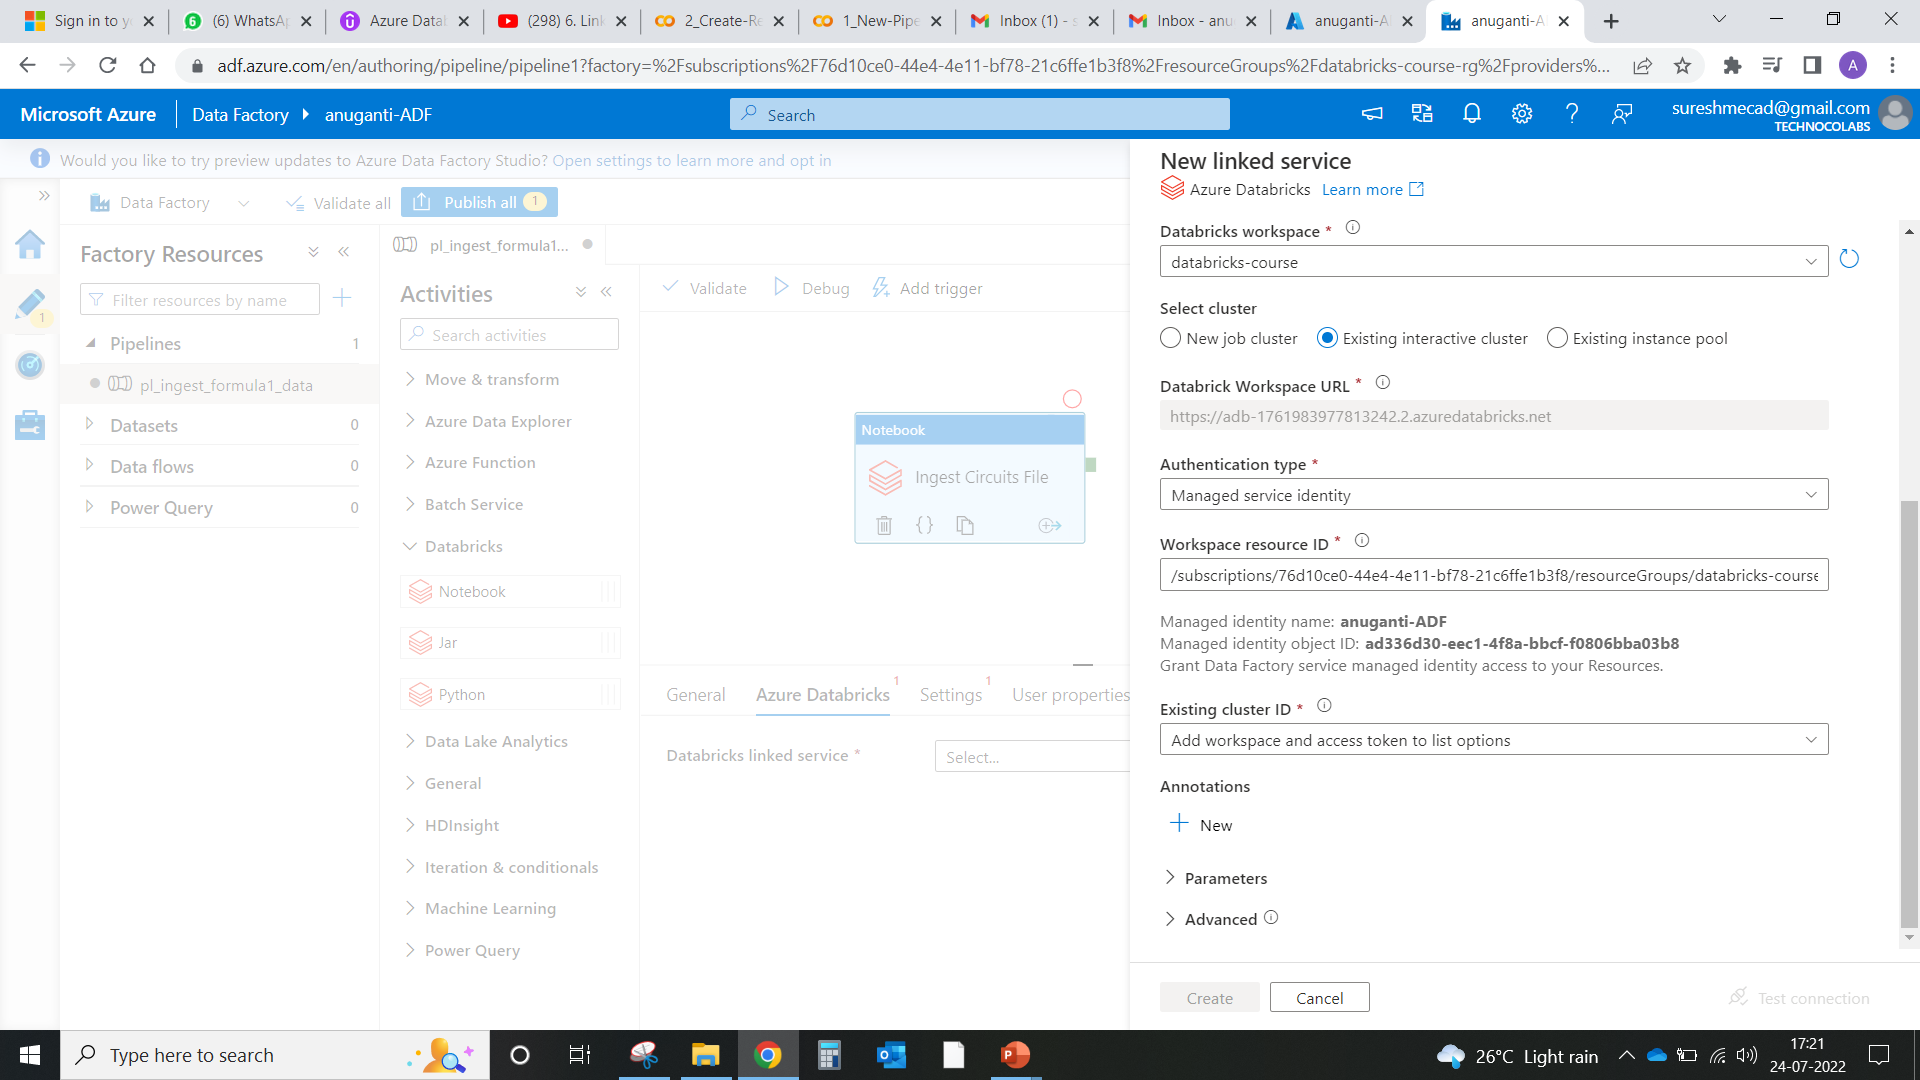 Sign in to y
(6) WhatsAp
Azure Datab
(298) 6. Link
2_Create-Re
1_New-Pipe
Inbox (1) - s
Inbox - anu
anuganti-A
anuganti-A
adf.azure.com/en/authoring/pipeline/pipeline1?factory=%2Fsubscriptions%2F76d10ce0-44e4-4e11-bf78-21c6ffe1b3f8%2FresourceGroups%2Fdatabricks-course-rg%2Fproviders%...
A
Microsoft Azure
Data Factory
anuganti-ADF
Search
sureshmecad@gmail.com
TECHNOCOLABS
Would you like to try preview updates to Azure Data Factory Studio? Open settings to learn more and opt in
Data Factory
Validate all
Publish all 1
Factory Resources
Filter resources by name
1
Pipelines 1
pl_ingest_formula1_data
Datasets 0
Data flows 0
Power Query 0
pl_ingest_formula1...
Activities
Search activities
Move & transform
Azure Data Explorer
Azure Function
Batch Service
Databricks
Notebook
Jar
Python
Data Lake Analytics
General
HDInsight
Iteration & conditionals
Machine Learning
Power Query
Validate
Debug
Add trigger
Notebook
Ingest Circuits File
General
Azure Databricks 1
Settings 1
User properties
Databricks linked service *
Select...
New linked service
Azure Databricks Learn more
Databricks workspace *
databricks-course
Select cluster
New job cluster
Existing interactive cluster
Existing instance pool
Databrick Workspace URL *
https://adb-1761983977813242.2.azuredatabricks.net
Authentication type *
Managed service identity
Workspace resource ID *
/subscriptions/76d10ce0-44e4-4e11-bf78-21c6ffe1b3f8/resourceGroups/databricks-course
Managed identity name: anuganti-ADF
Managed identity object ID: ad336d30-eec1-4f8a-bbcf-f0806bba03b8
Grant Data Factory service managed identity access to your Resources.
Existing cluster ID *
Add workspace and access token to list options
Annotations
New
Parameters
Advanced
Create
Cancel
Test connection
Type here to search
26°C Light rain
17:21
24-07-2022